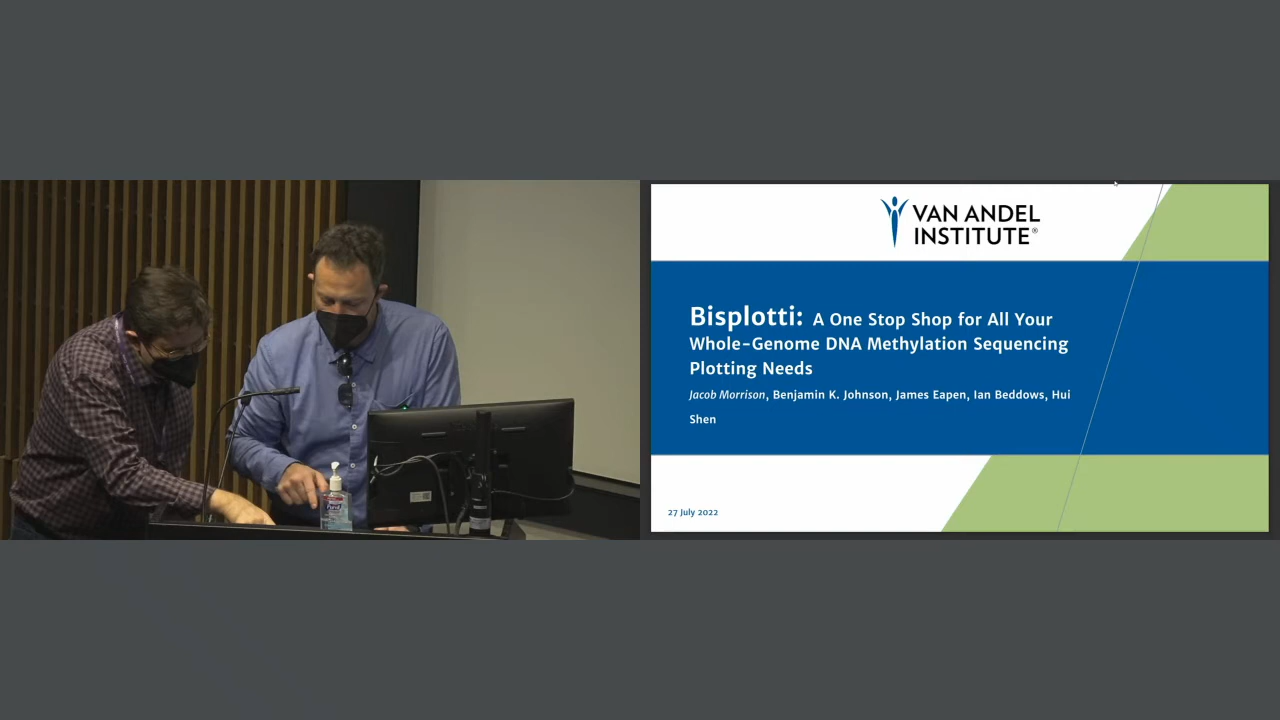 VAN ANDEL
INSTITUTE®
Bisplotti: A One Stop Shop for All Your
Whole-Genome DNA Methylation Sequencing
Plotting Needs
Jacob Morrison, Benjamin K. Johnson, James Eapen, Ian Beddows, Hui
Shen
27 July 2022
Purell